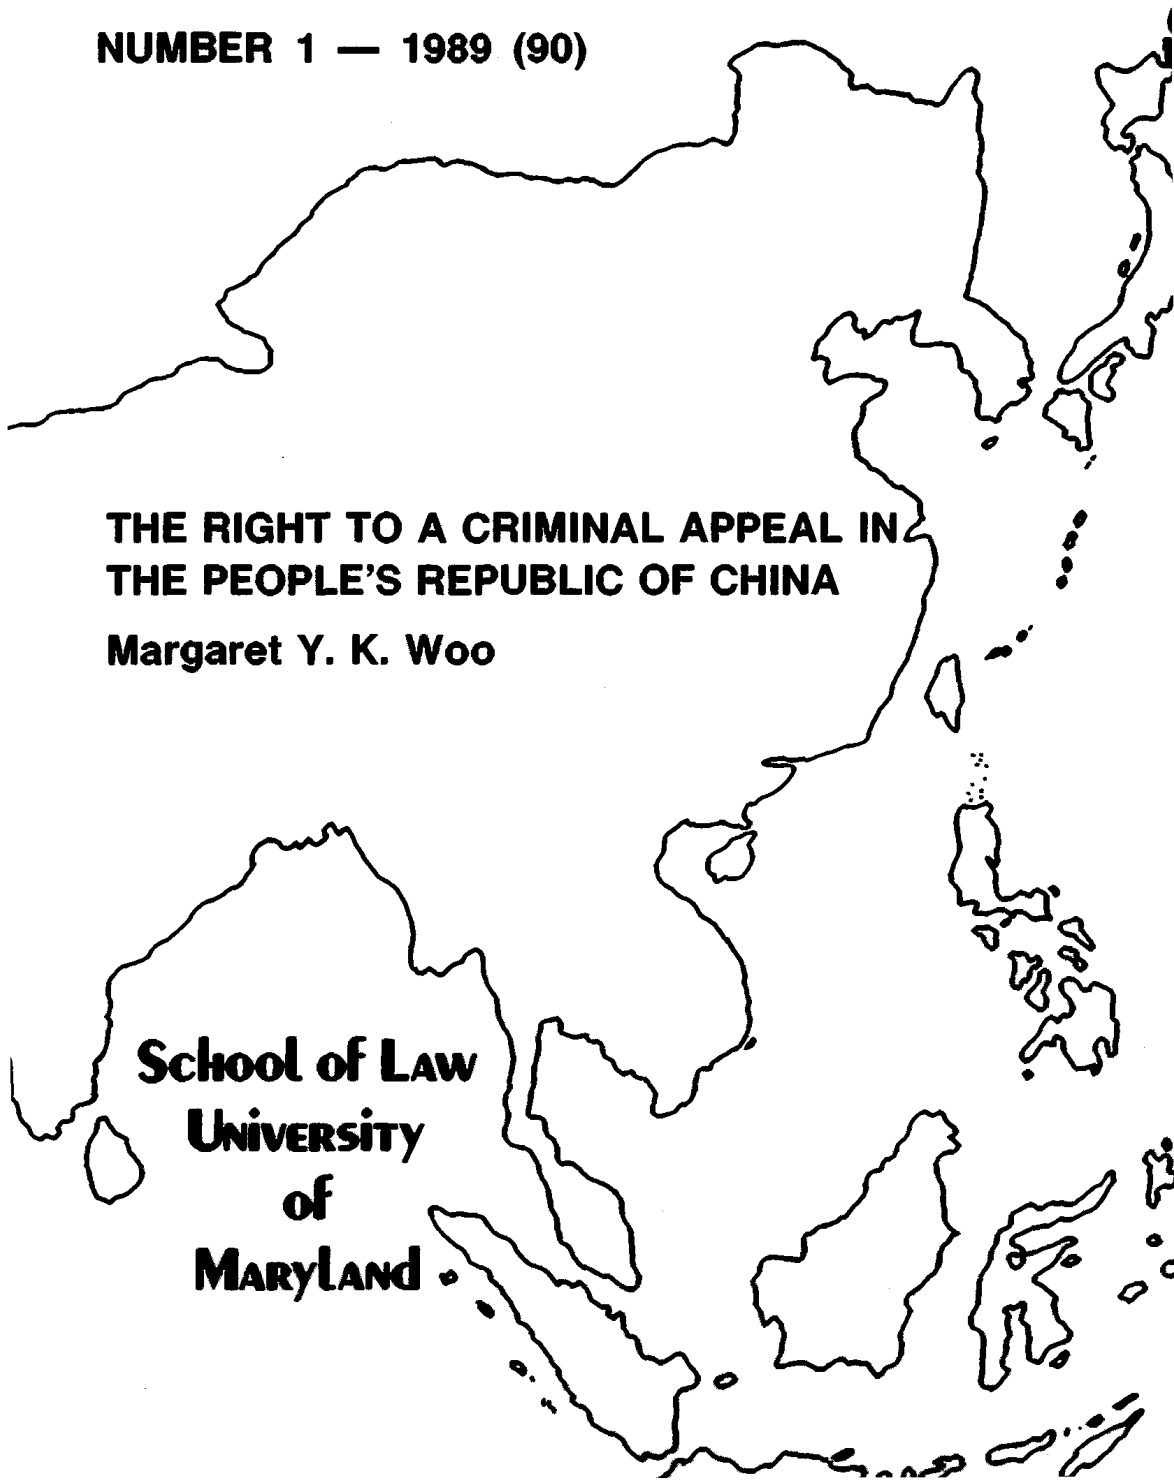 NUMBER 1 — 1989 (90)
THE RIGHT TO A CRIMINAL APPEAL IN
THE PEOPLE'S REPUBLIC OF CHINA
Margaret Y. K. Woo
School of Law
University
of
Maryland